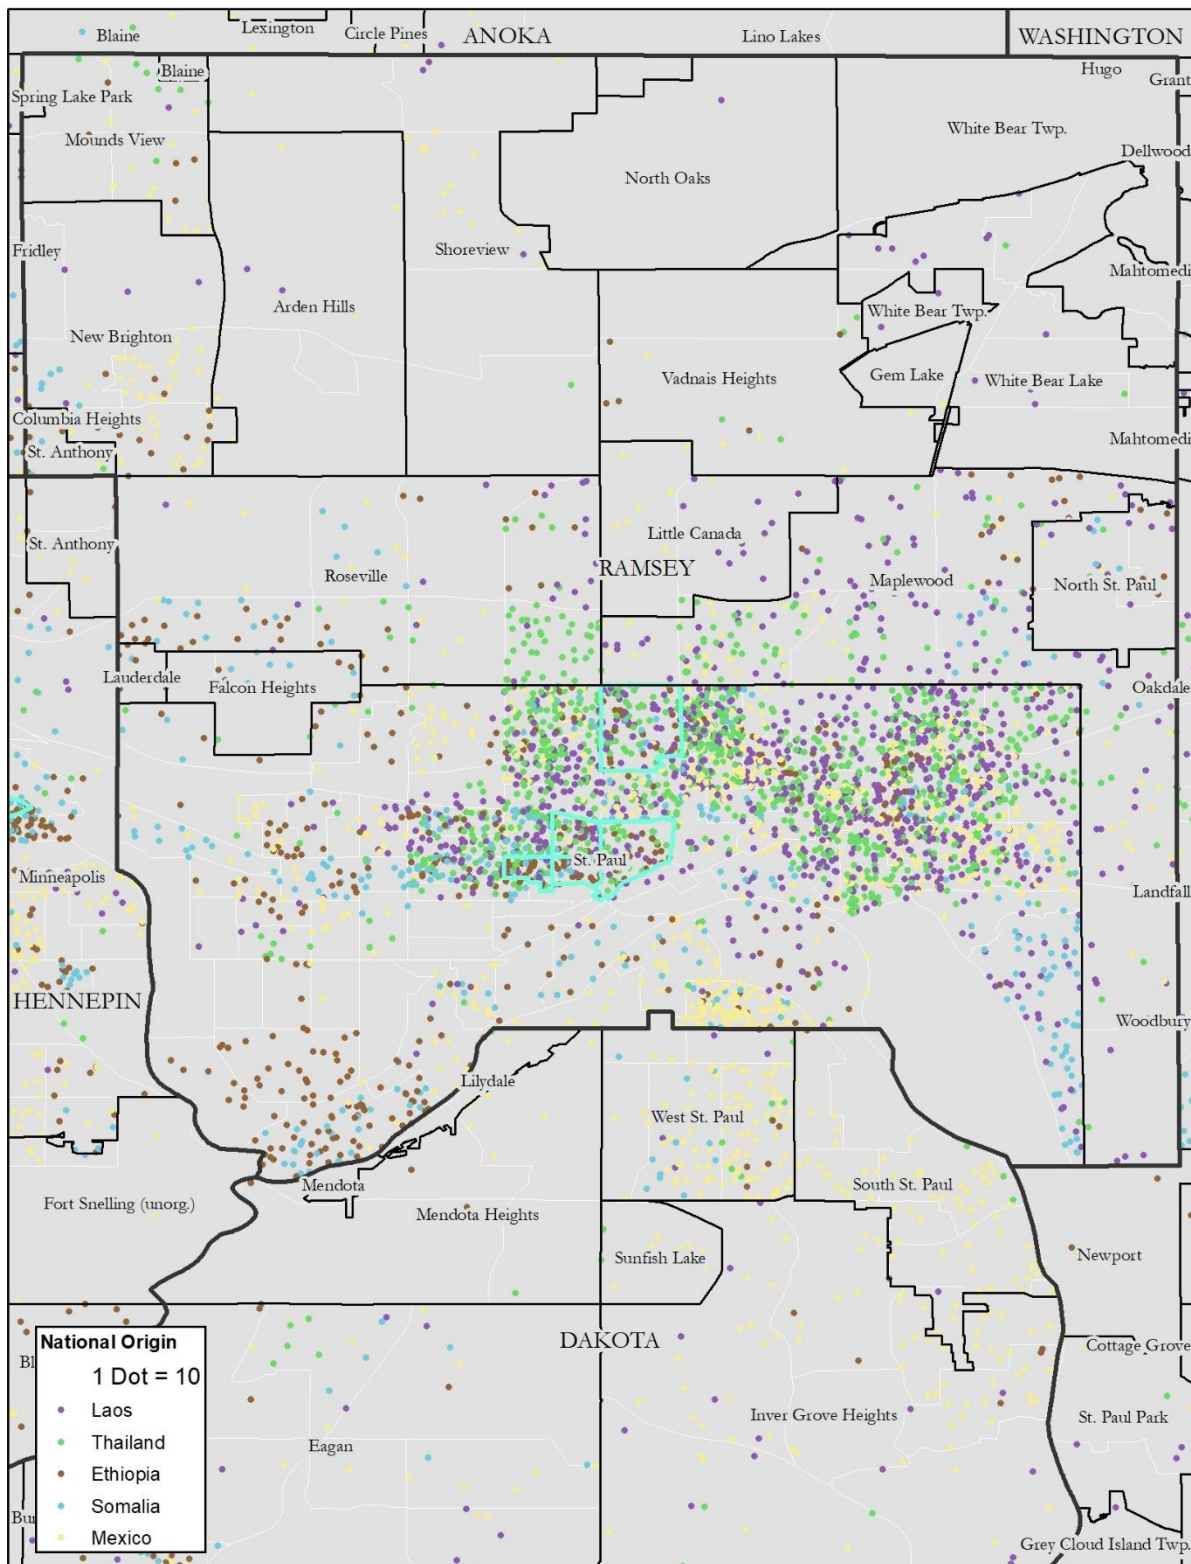 Blaine
Lexington
Circle Pines
ANOKA
Lino Lakes
WASHINGTON
Blaine
Hugo
Grant
Spring Lake Park
Mounds View
White Bear Twp.
Dellwood
North Oaks
Fridley
Shoreview
Mahtomedi
Arden Hills
White Bear Twp.
New Brighton
Vadnais Heights
Gem Lake
White Bear Lake
Columbia Heights
Mahtomedi
St. Anthony
St. Anthony
Little Canada
Roseville
RAMSEY
Maplewood
North St. Paul
Lauderdale
Falcon Heights
Oakdale
St. Paul
Minneapolis
Landfall
HENNEPIN
Woodbury
Lilydale
West St. Paul
Mendota
South St. Paul
Fort Snelling (unorg.)
Mendota Heights
Sunfish Lake
Newport
DAKOTA
Cottage Grove
National Origin
1 Dot = 10
Laos
Thailand
Ethiopia
Somalia
Mexico
Bl
Inver Grove Heights
St. Paul Park
Eagan
Bu
Grey Cloud Island Twp.